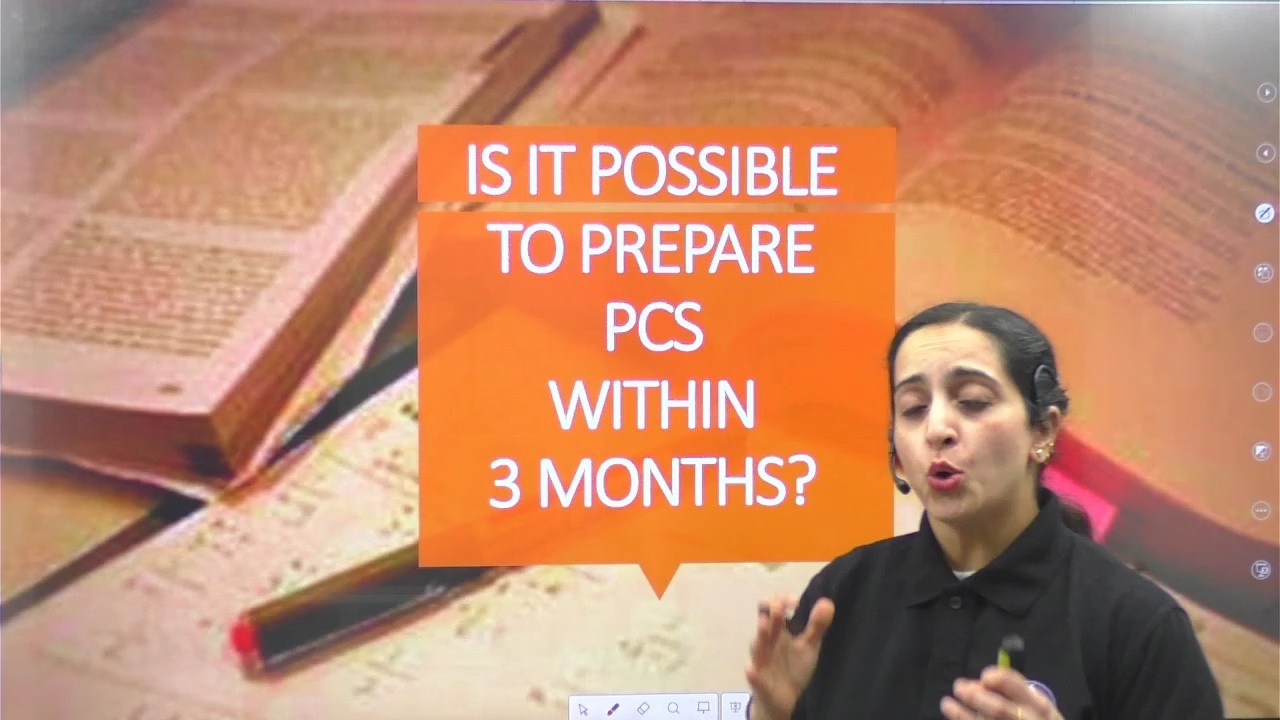 IS IT POSSIBLE
TO PREPARE
PCS
WITHIN
3 MONTHS?